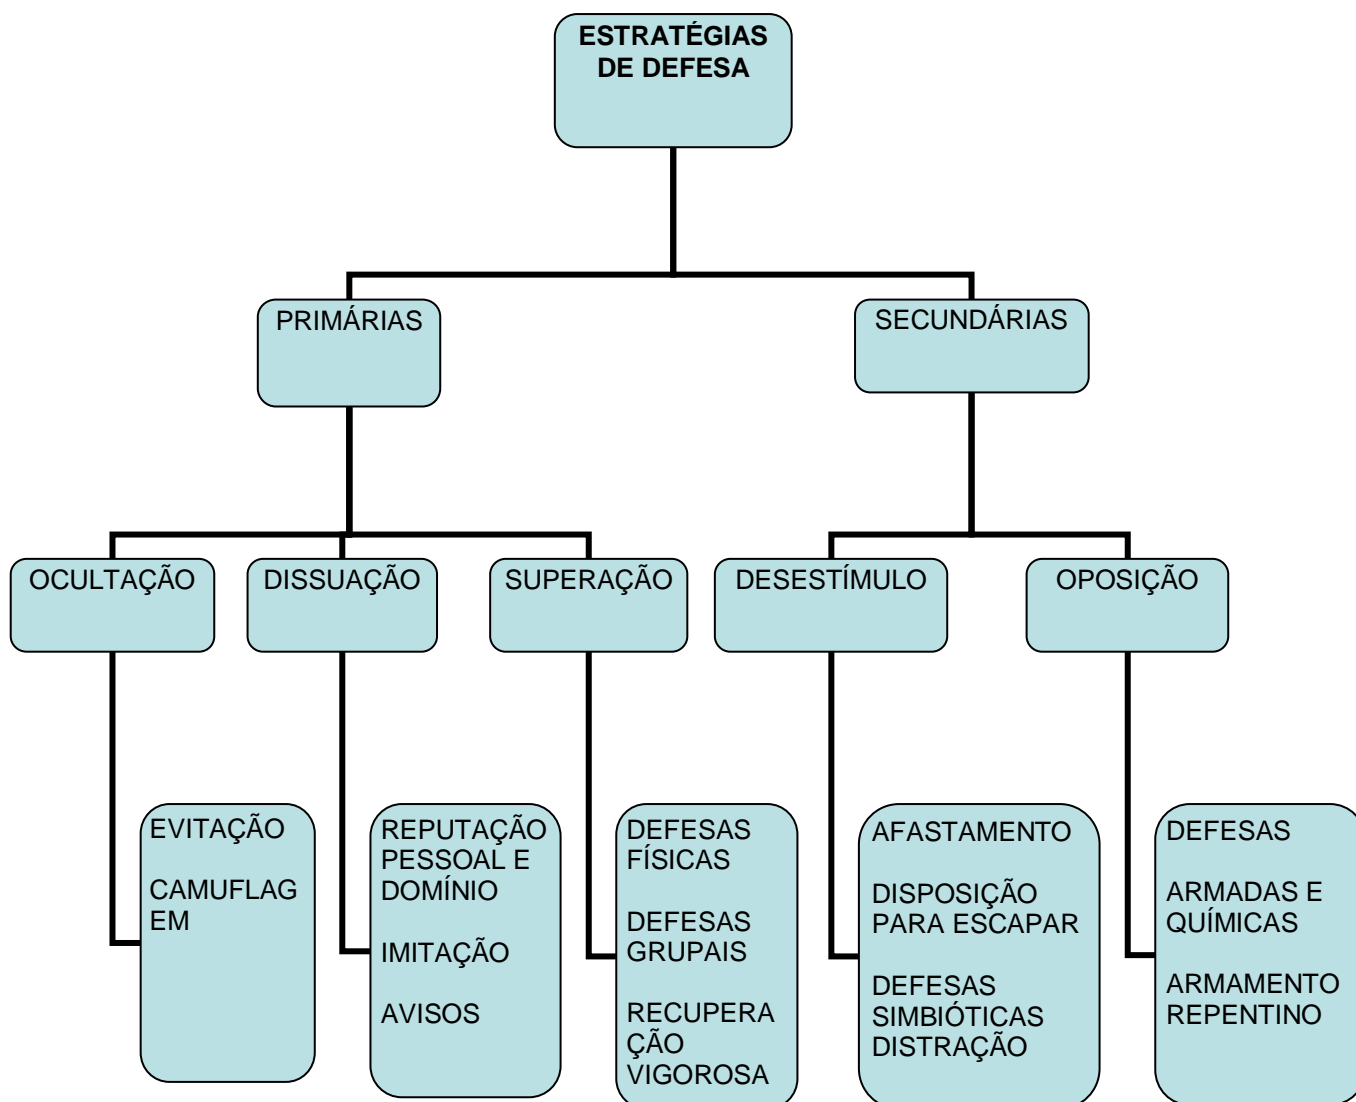 ESTRATÉGIAS
DE DEFESA
PRIMÁRIAS
SECUNDÁRIAS
OCULTAÇÃO
DISSUAÇÃO
SUPERAÇÃO
DESESTÍMULO
OPOSIÇÃO
EVITAÇÃO
CAMUFLAG
EM
REPUTAÇÃO
PESSOAL E
DOMÍNIO
IMITAÇÃO
AVISOS
DEFESAS
FÍSICAS
DEFESAS
GRUPAIS
RECUPERA
ÇÃO
VIGOROSA
AFASTAMENTO
DISPOSIÇÃO
PARA ESCAPAR
DEFESAS
SIMBIÓTICAS
DISTRAÇÃO
DEFESAS
ARMADAS E
QUÍMICAS
ARMAMENTO
REPENTINO